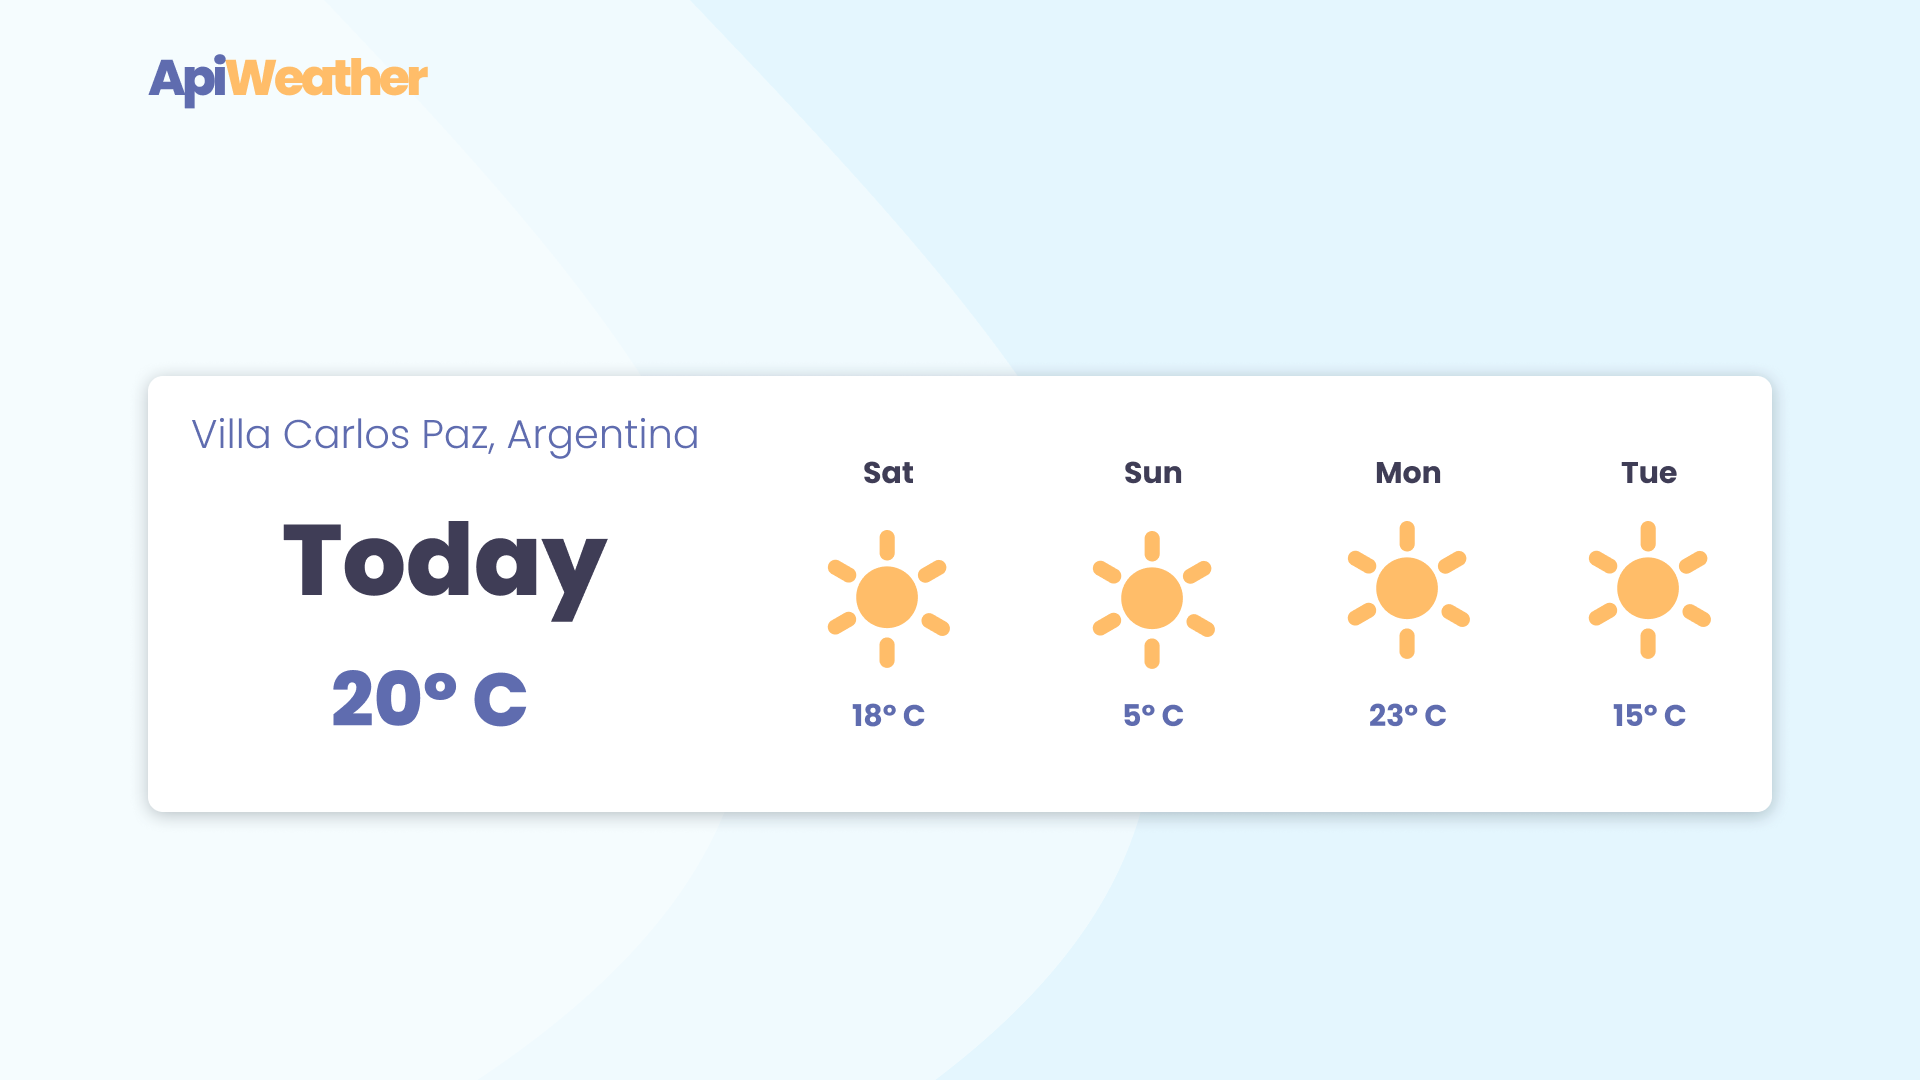 ApiWeather
Villa Carlos Paz, Argentina
Today
20° C
Sat
Sun
Mon
Tue
18° C
5° C
23° C
15° C